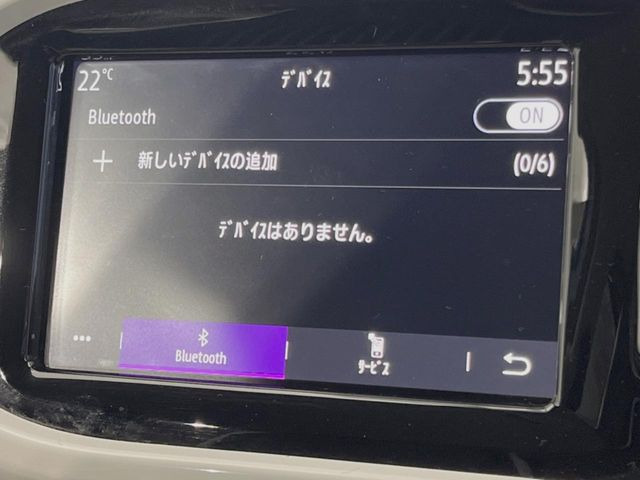 22℃ ﾃﾞﾊﾞｲｽ 5:55
Bluetooth ON
＋ 新しいﾃﾞﾊﾞｲｽの追加 (0/6)
ﾃﾞﾊﾞｲｽはありません。
••• Bluetooth ｻｰﾋﾞｽ